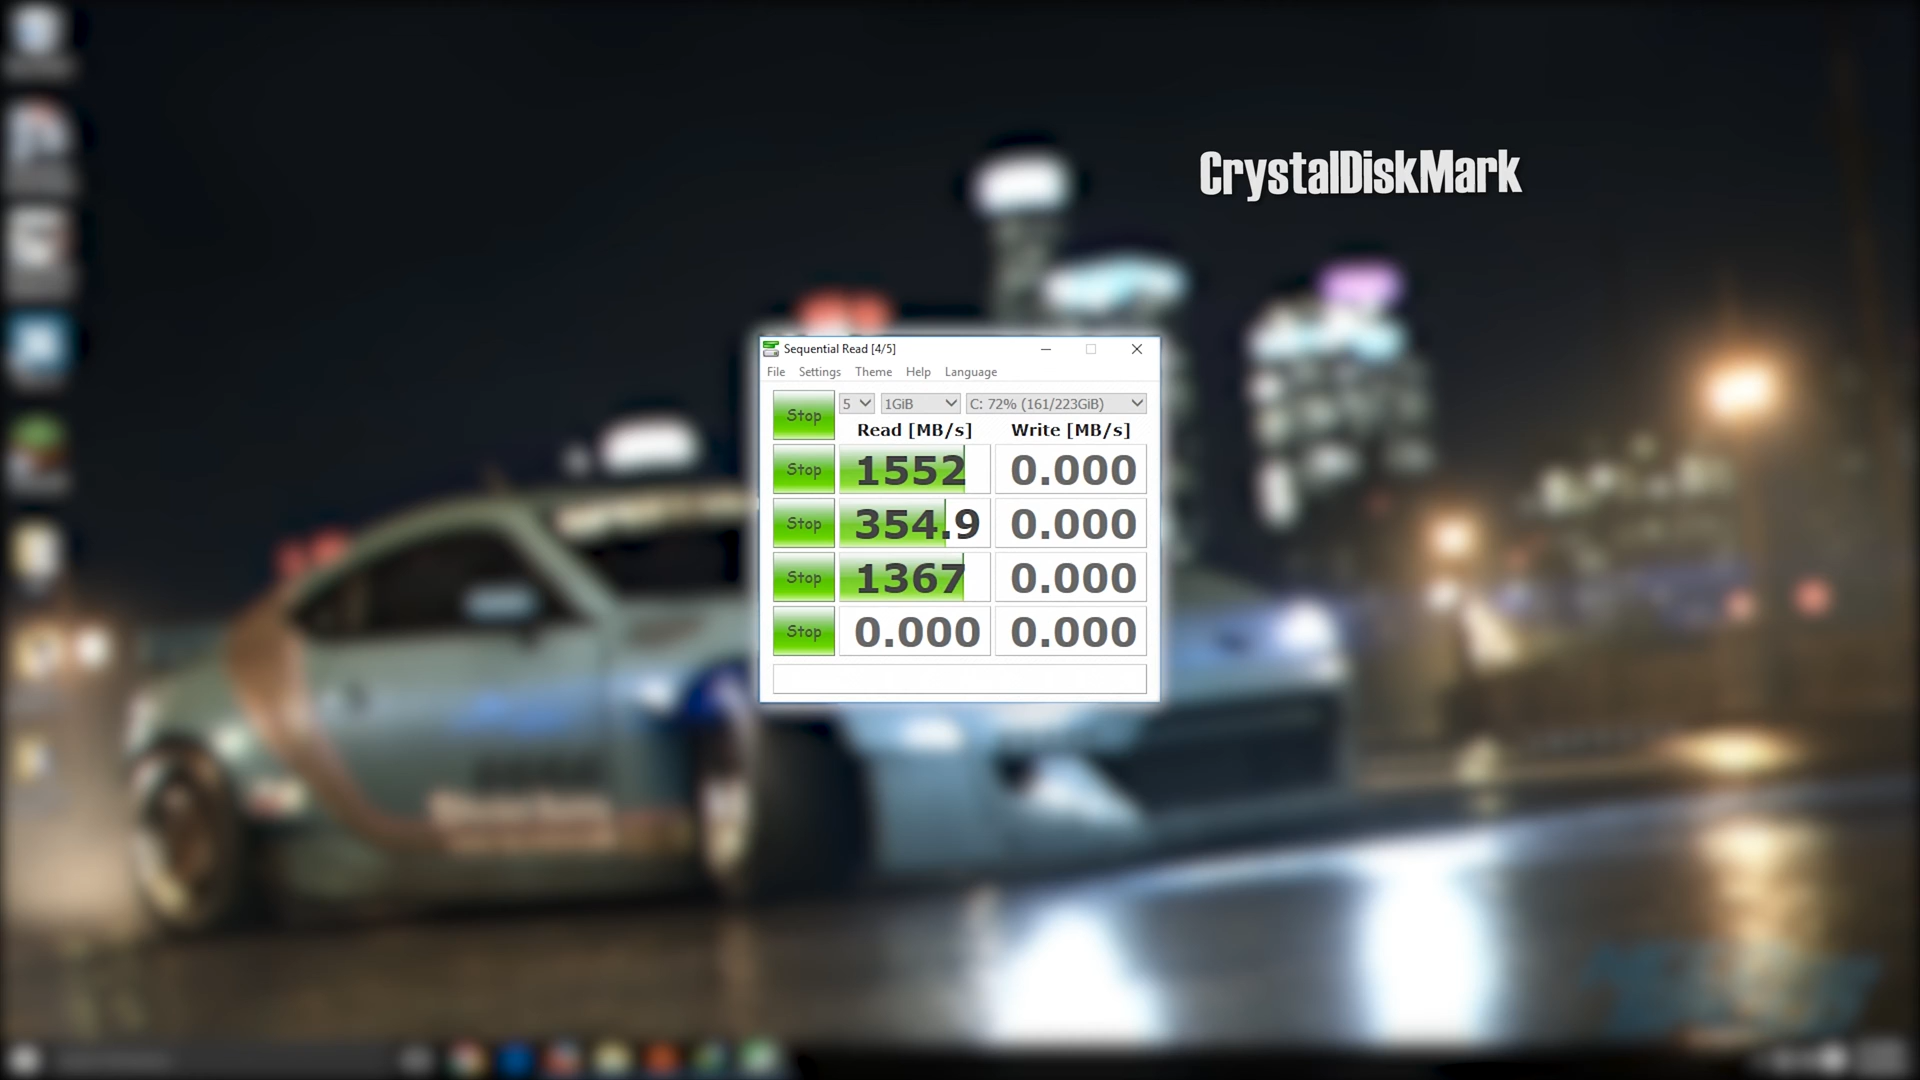 CrystalDiskMark
Sequential Read [4/5]
File Settings Theme Help Language
Stop 5 1GiB C: 72% (161/223GiB)
Read [MB/s] Write [MB/s]
Stop 1552 0.000
Stop 354.9 0.000
Stop 1367 0.000
Stop 0.000 0.000